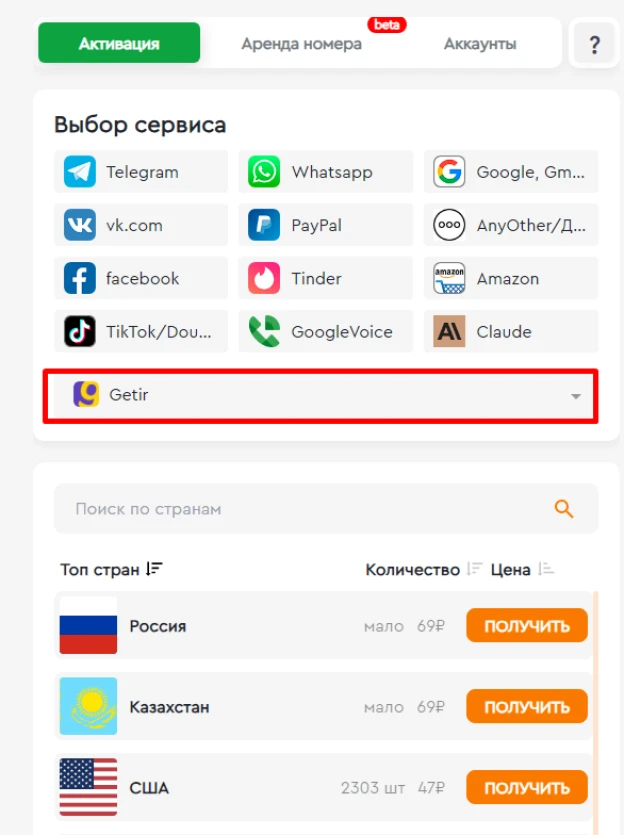 Активация Аренда номера beta Аккаунты ?
Выбор сервиса
Telegram Whatsapp Google, Gm...
vk.com PayPal AnyOther/Д...
facebook Tinder amazon Amazon
TikTok/Dou... GoogleVoice Claude
Getir
Поиск по странам
Топ стран Количество Цена
Россия мало 69₽ ПОЛУЧИТЬ
Казахстан мало 69₽ ПОЛУЧИТЬ
США 2303 шт 47₽ ПОЛУЧИТЬ